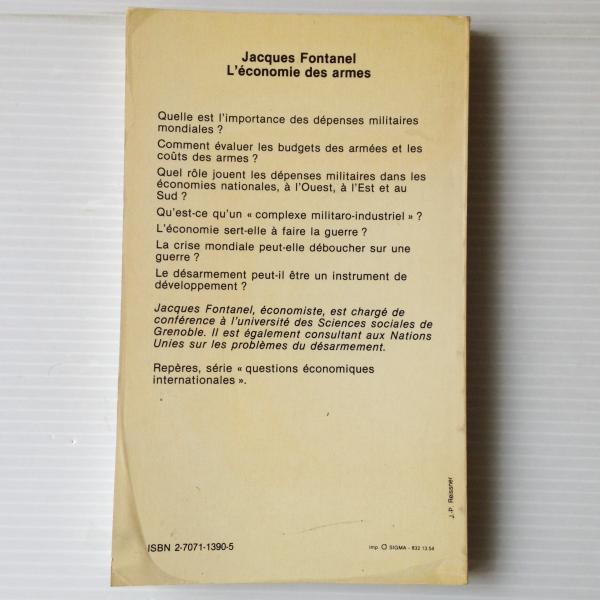 Jacques Fontanel
L'économie des armes
Quelle est l'importance des dépenses militaires
mondiales ?
Comment évaluer les budgets des armées et les
coûts des armes ?
Quel rôle jouent les dépenses militaires dans les
économies nationales, à l'Ouest, à l'Est et au
Sud ?
Qu'est-ce qu'un « complexe militaro-industriel » ?
L'économie sert-elle à faire la guerre ?
La crise mondiale peut-elle déboucher sur une
guerre ?
Le désarmement peut-il être un instrument de
développement ?
Jacques Fontanel, économiste, est chargé de
conférence à l'université des Sciences sociales de
Grenoble. Il est également consultant aux Nations
Unies sur les problèmes du désarmement.
Repères, série « questions économiques
internationales ».
J.-P. Reissner
ISBN 2-7071-1390-5
imp. SIGMA - 832 13.54